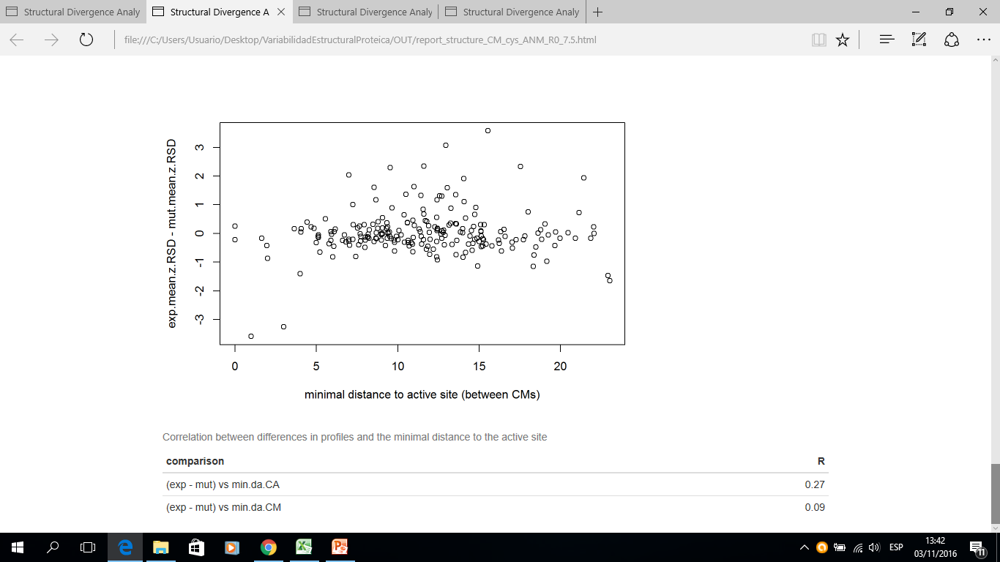 Structural Divergence Analy
Structural Divergence A
Structural Divergence Analy
Structural Divergence Analy
file:///C:/Users/Usuario/Desktop/VariabilidadEstructuralProteica/OUT/report_structure_CM_cys_ANM_R0_7.5.html
exp.mean.z.RSD - mut.mean.z.RSD
3
2
1
0
-1
-2
-3
0 5 10 15 20
minimal distance to active site (between CMs)
Correlation between differences in profiles and the minimal distance to the active site
comparison R
(exp - mut) vs min.da.CA 0.27
(exp - mut) vs min.da.CM 0.09
ESP
13:42
03/11/2016
11